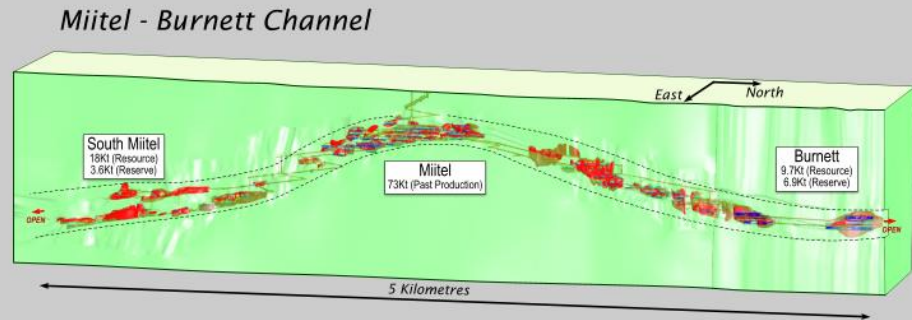 Miitel - Burnett Channel
East
North
South Miitel
18Kt (Resource)
3.6Kt (Reserve)
Miitel
73Kt (Past Production)
Burnett
9.7Kt (Resource)
6.9Kt (Reserve)
OPEN
OPEN
5 Kilometres